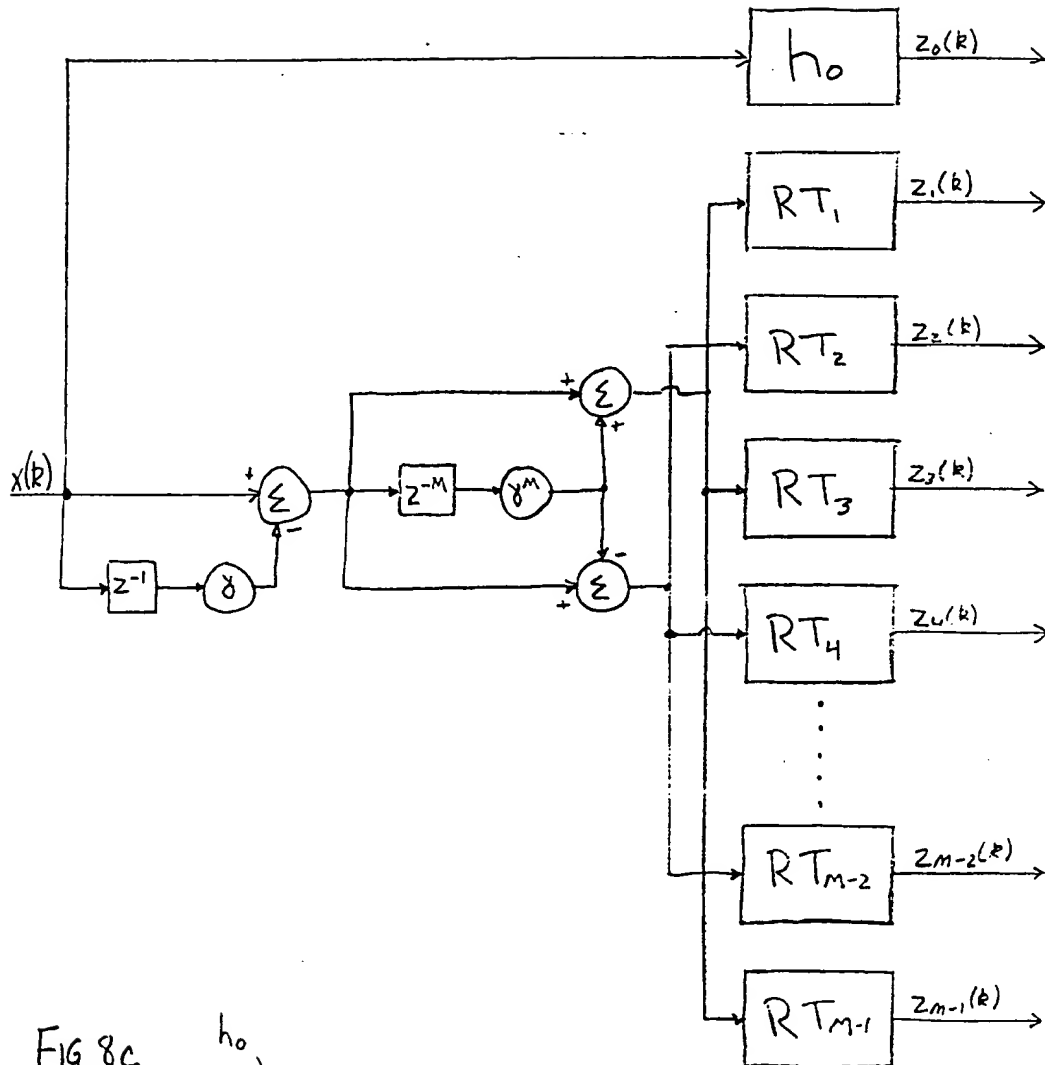 h₀
z₀(k)
RT₁
z₁(k)
RT₂
z₂(k)
+
Σ
+
x(k)
+
Σ
-
z⁻ᴹ
γᴹ
RT₃
z₃(k)
z⁻¹
γ
-
+
Σ
RT₄
z₄(k)
RTₘ₋₂
zₘ₋₂(k)
RTₘ₋₁
zₘ₋₁(k)
FIG 8c
h₀,